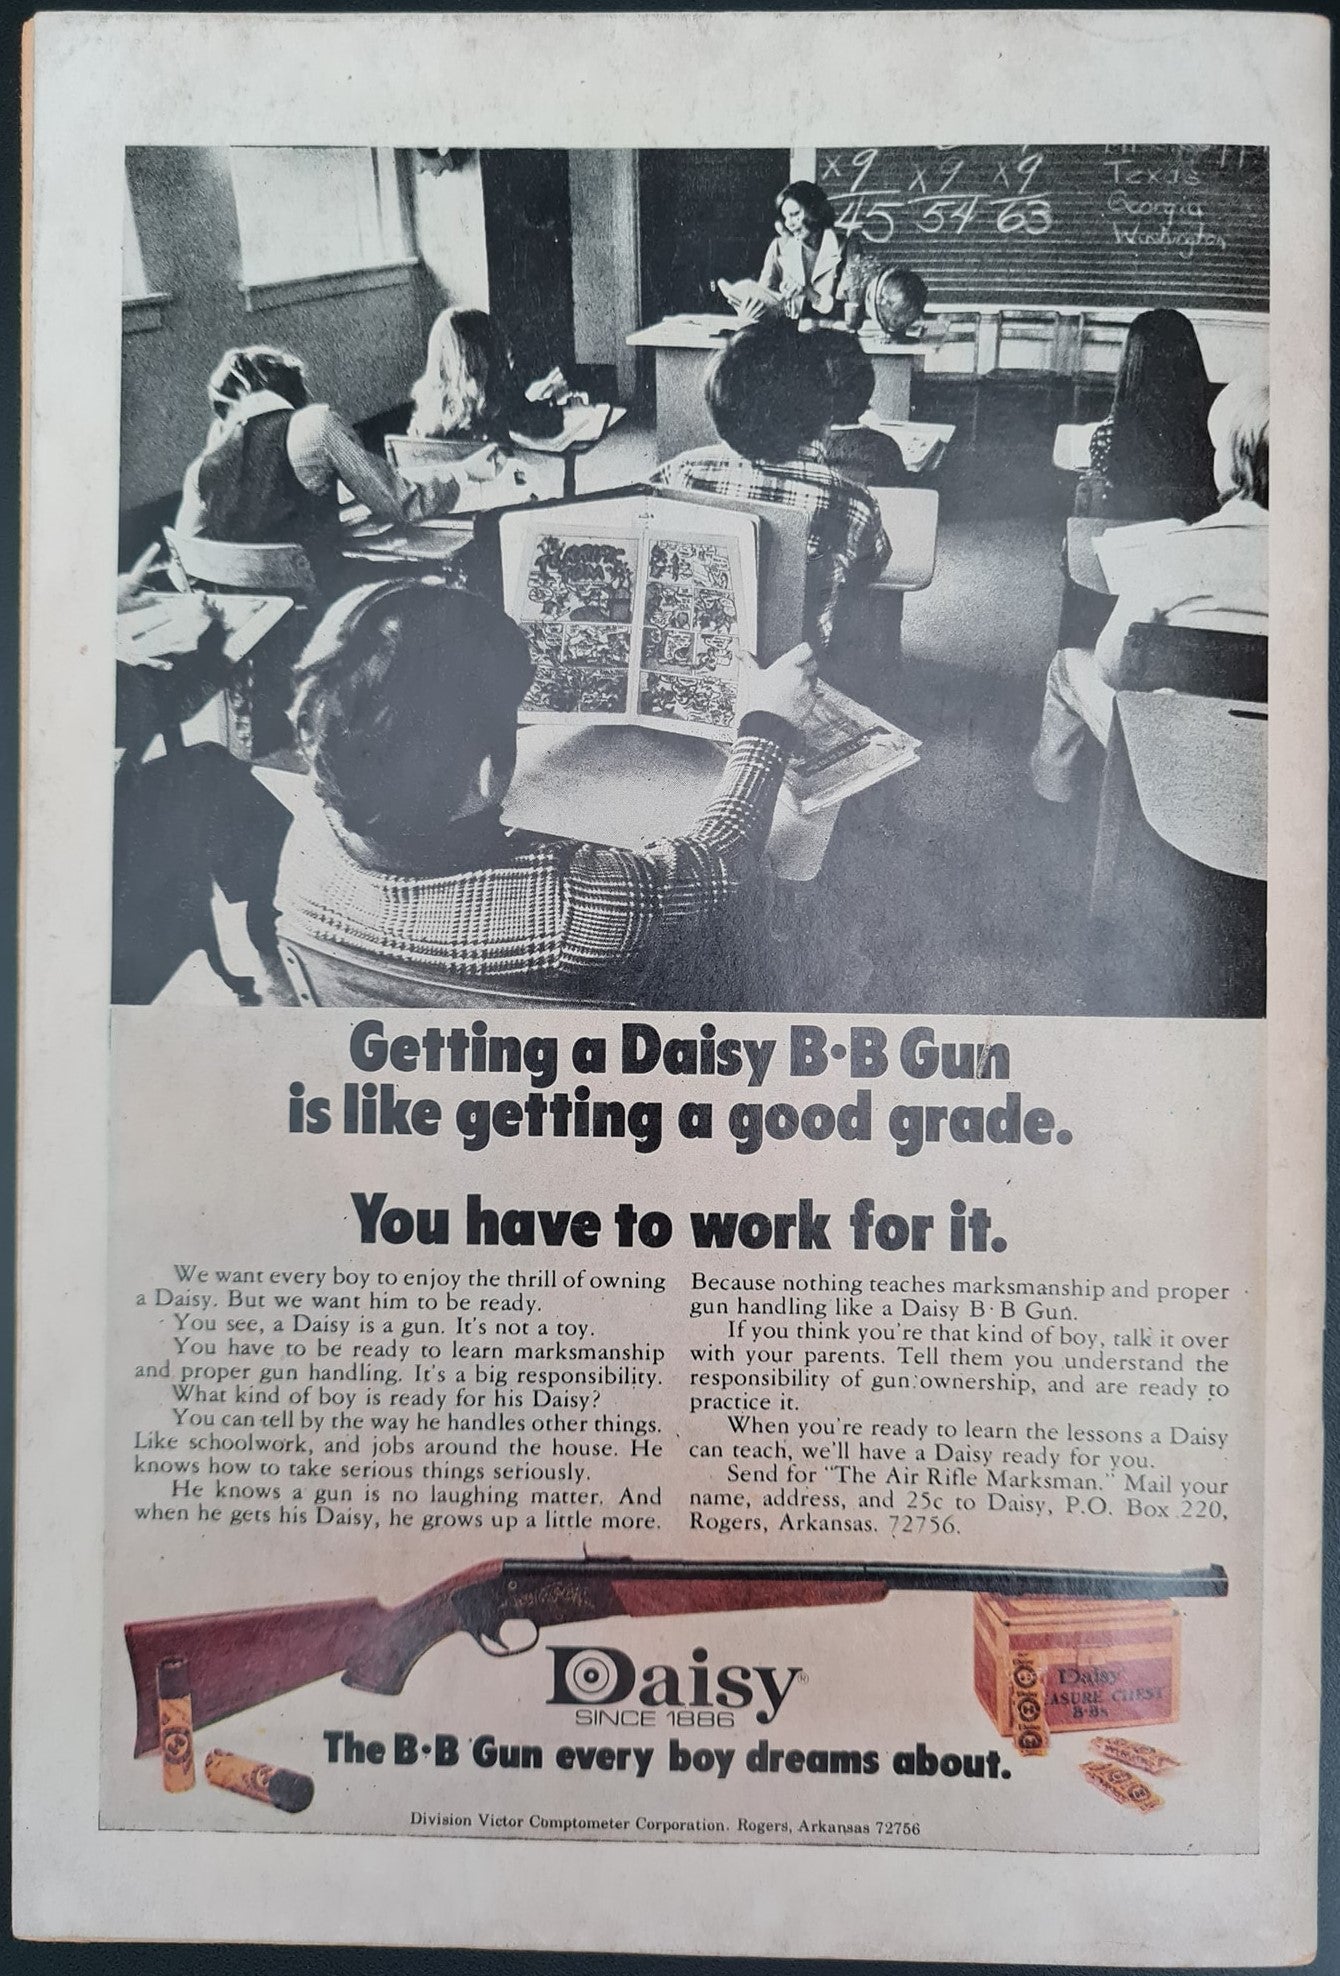 x9 x9 x9
45 54 63
Texas
Georgia
Washington
Getting a Daisy B·B Gun
is like getting a good grade.
You have to work for it.
We want every boy to enjoy the thrill of owning
a Daisy. But we want him to be ready.
You see, a Daisy is a gun. It's not a toy.
You have to be ready to learn marksmanship
and proper gun handling. It's a big responsibility.
What kind of boy is ready for his Daisy?
You can tell by the way he handles other things.
Like schoolwork, and jobs around the house. He
knows how to take serious things seriously.
He knows a gun is no laughing matter. And
when he gets his Daisy, he grows up a little more.
Because nothing teaches marksmanship and proper
gun handling like a Daisy B·B Gun.
If you think you're that kind of boy, talk it over
with your parents. Tell them you understand the
responsibility of gun ownership, and are ready to
practice it.
When you're ready to learn the lessons a Daisy
can teach, we'll have a Daisy ready for you.
Send for "The Air Rifle Marksman." Mail your
name, address, and 25c to Daisy, P.O. Box 220,
Rogers, Arkansas. 72756.
Daisy®
SINCE 1886
The B·B Gun every boy dreams about.
Daisy
ASURE CHEST
B·Bs
Division Victor Comptometer Corporation. Rogers, Arkansas 72756